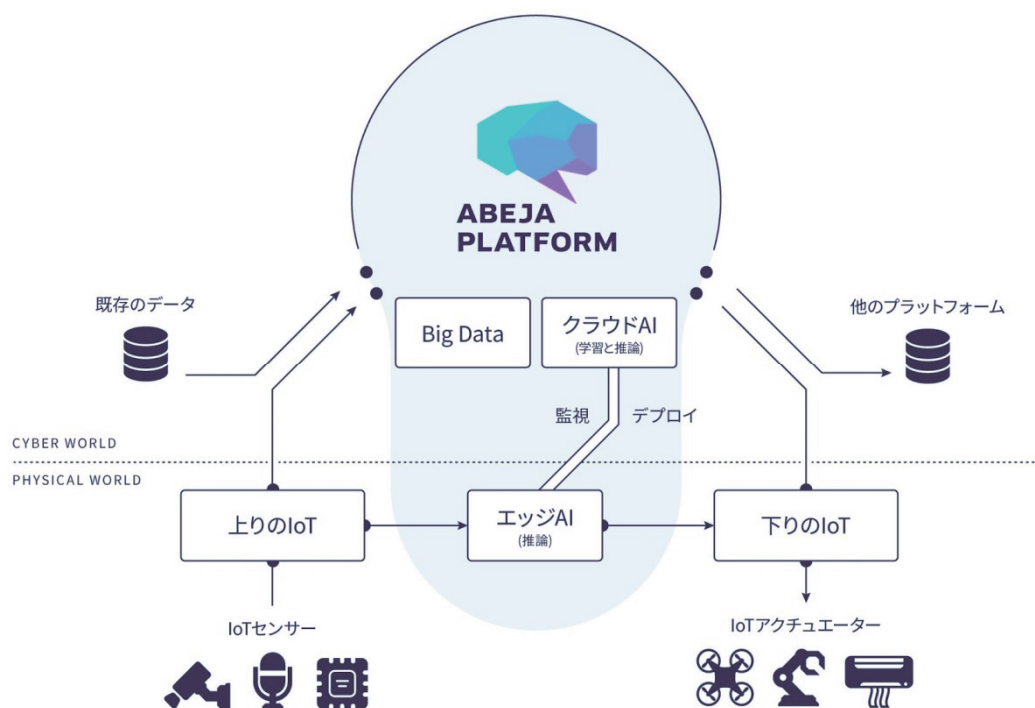 ABEJA
PLATFORM
既存のデータ
他のプラットフォーム
Big Data
クラウドAI
(学習と推論)
監視
デプロイ
CYBER WORLD
PHYSICAL WORLD
上りのIoT
エッジAI
(推論)
下りのIoT
IoTセンサー
IoTアクチュエーター